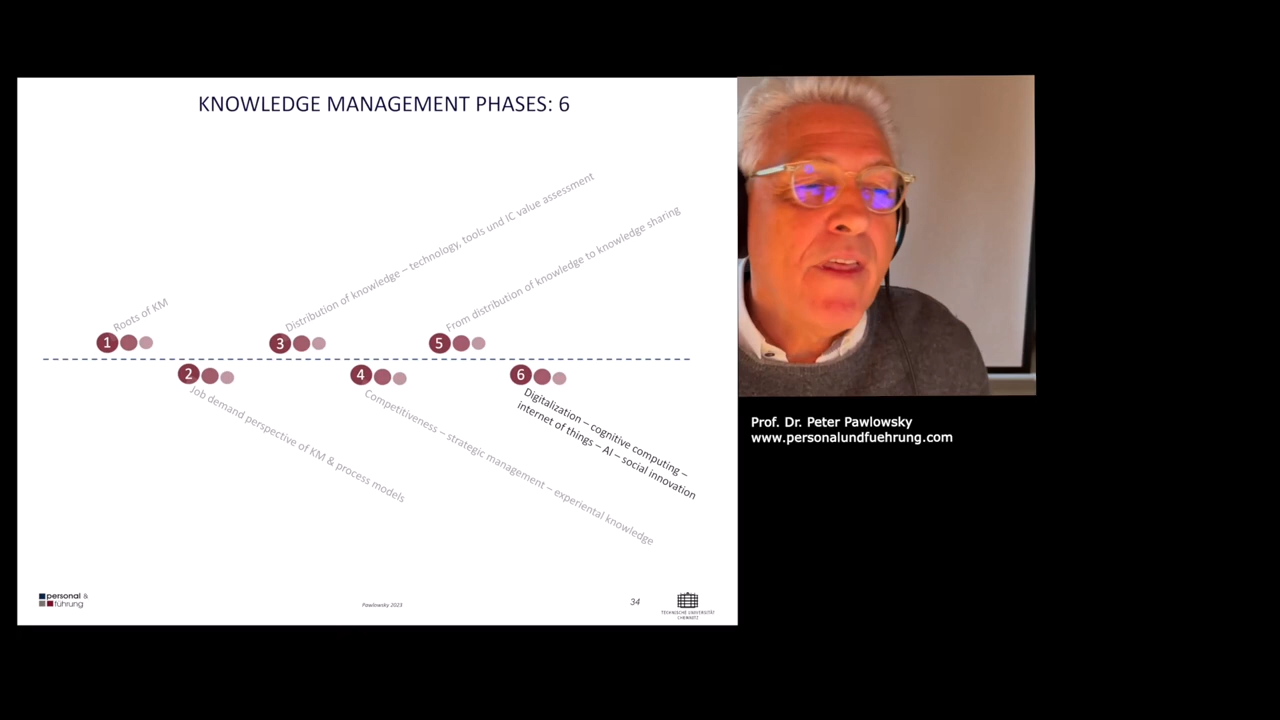 KNOWLEDGE MANAGEMENT PHASES: 6
1
Roots of KM
2
Job demand perspective of KM & process models
3
Distribution of knowledge – technology, tools und IC value assessment
4
Competitiveness – strategic management – experiental knowledge
5
From distribution of knowledge to knowledge sharing
6
Digitalization – cognitive computing –
internet of things – AI – social innovation
personal &
führung
Pawlowsky 2023
34
TECHNISCHE UNIVERSITÄT
CHEMNITZ
Prof. Dr. Peter Pawlowsky
www.personalundfuehrung.com